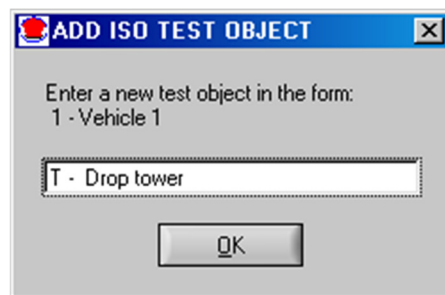 ADD ISO TEST OBJECT
Enter a new test object in the form:
1 - Vehicle 1
T - Drop tower
OK